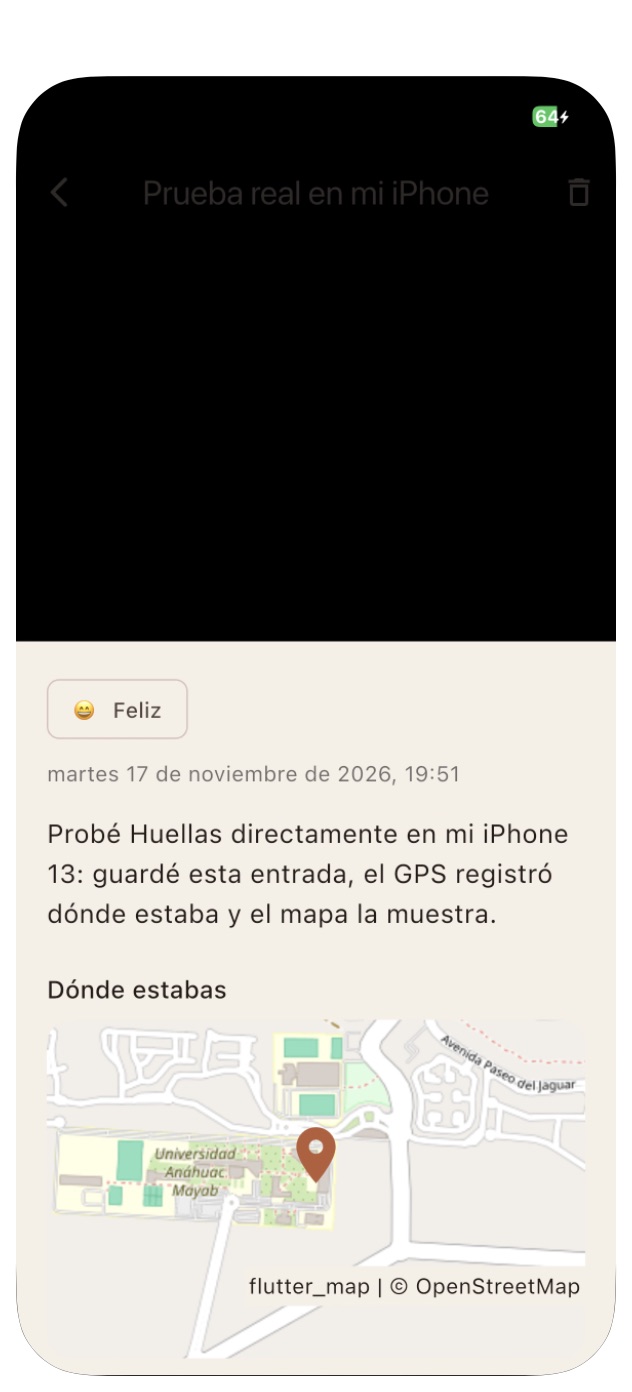 64
Prueba real en mi iPhone
😄 Feliz
martes 17 de noviembre de 2026, 19:51
Probé Huellas directamente en mi iPhone
13: guardé esta entrada, el GPS registró
dónde estaba y el mapa la muestra.
Dónde estabas
Avenida Paseo del Jaguar
Universidad
Anáhuac
Mayab
flutter_map | © OpenStreetMap